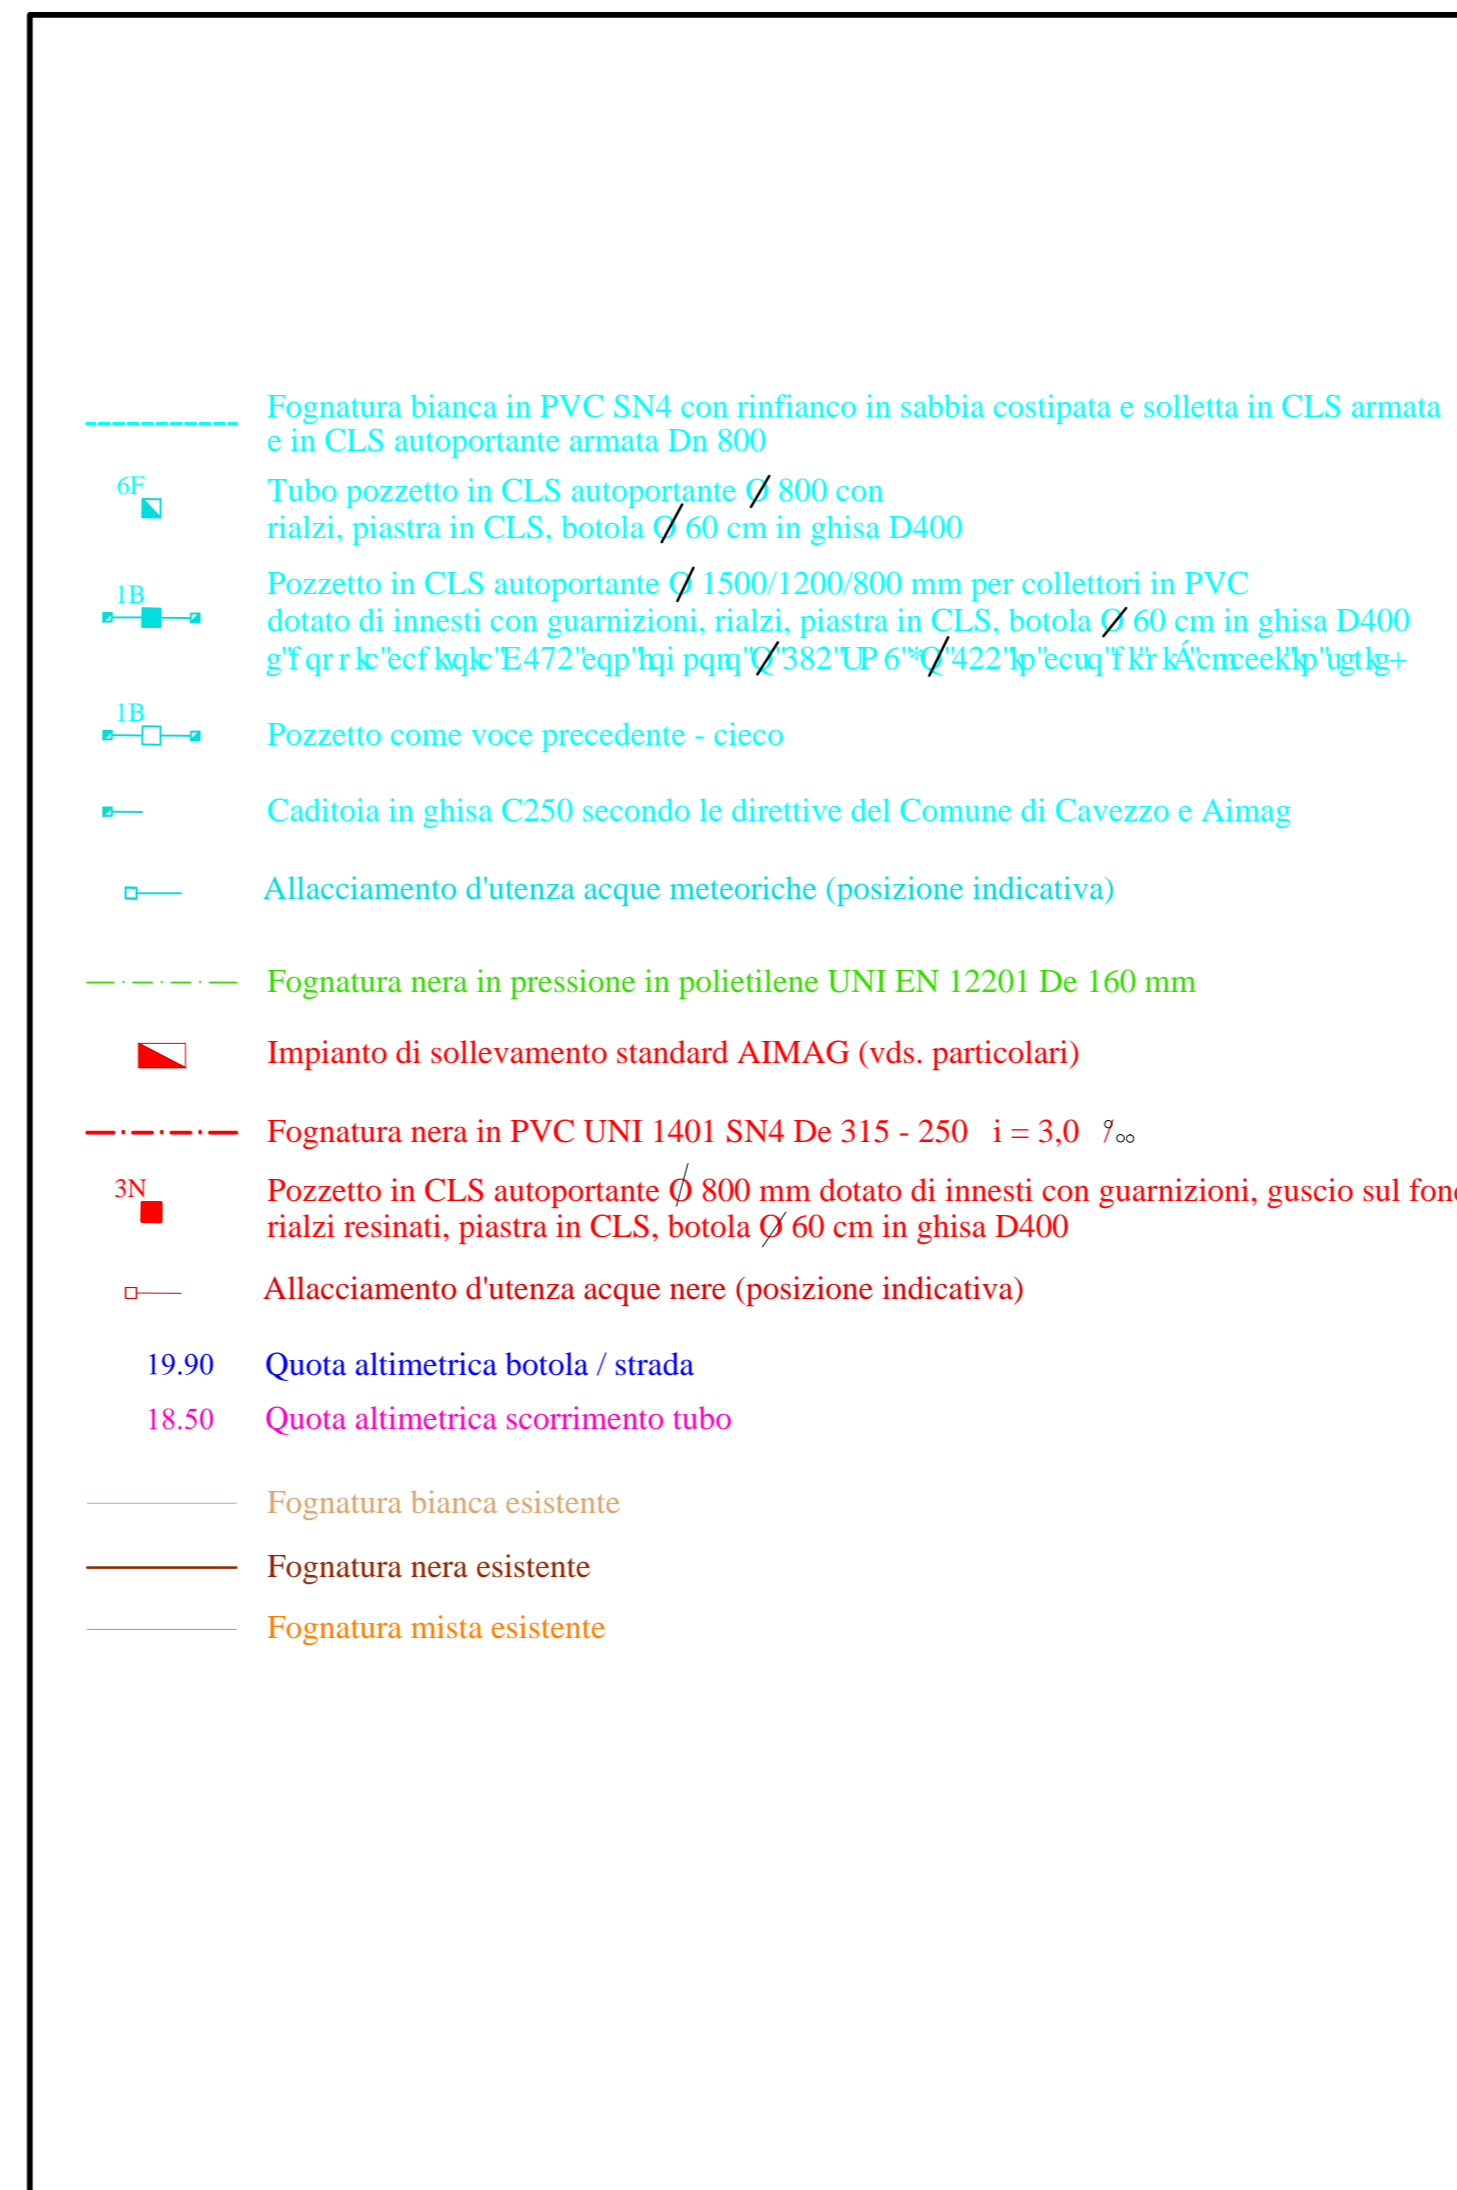 Fognatura bianca in PVC SN4 con rinfianco in sabbia costipata e solletta in CLS armata
e in CLS autoportante armata Dn 800
6F
Tubo pozzetto in CLS autoportante Ø 800 con
rialzi, piastra in CLS, botola Ø 60 cm in ghisa D400
1B
Pozzetto in CLS autoportante Ø 1500/1200/800 mm per collettori in PVC
dotato di innesti con guarnizioni, rialzi, piastra in CLS, botola Ø 60 cm in ghisa D400
1B
Pozzetto come voce precedente - cieco
Caditoia in ghisa C250 secondo le direttive del Comune di Cavezzo e Aimag
Allacciamento d'utenza acque meteoriche (posizione indicativa)
Fognatura nera in pressione in polietilene UNI EN 12201 De 160 mm
Impianto di sollevamento standard AIMAG (vds. particolari)
Fognatura nera in PVC UNI 1401 SN4 De 315 - 250 i = 3,0 ‰
3N
Pozzetto in CLS autoportante Ø 800 mm dotato di innesti con guarnizioni, guscio sul
rialzi resinati, piastra in CLS, botola Ø 60 cm in ghisa D400
Allacciamento d'utenza acque nere (posizione indicativa)
19.90 Quota altimetrica botola / strada
18.50 Quota altimetrica scorrimento tubo
Fognatura bianca esistente
Fognatura nera esistente
Fognatura mista esistente